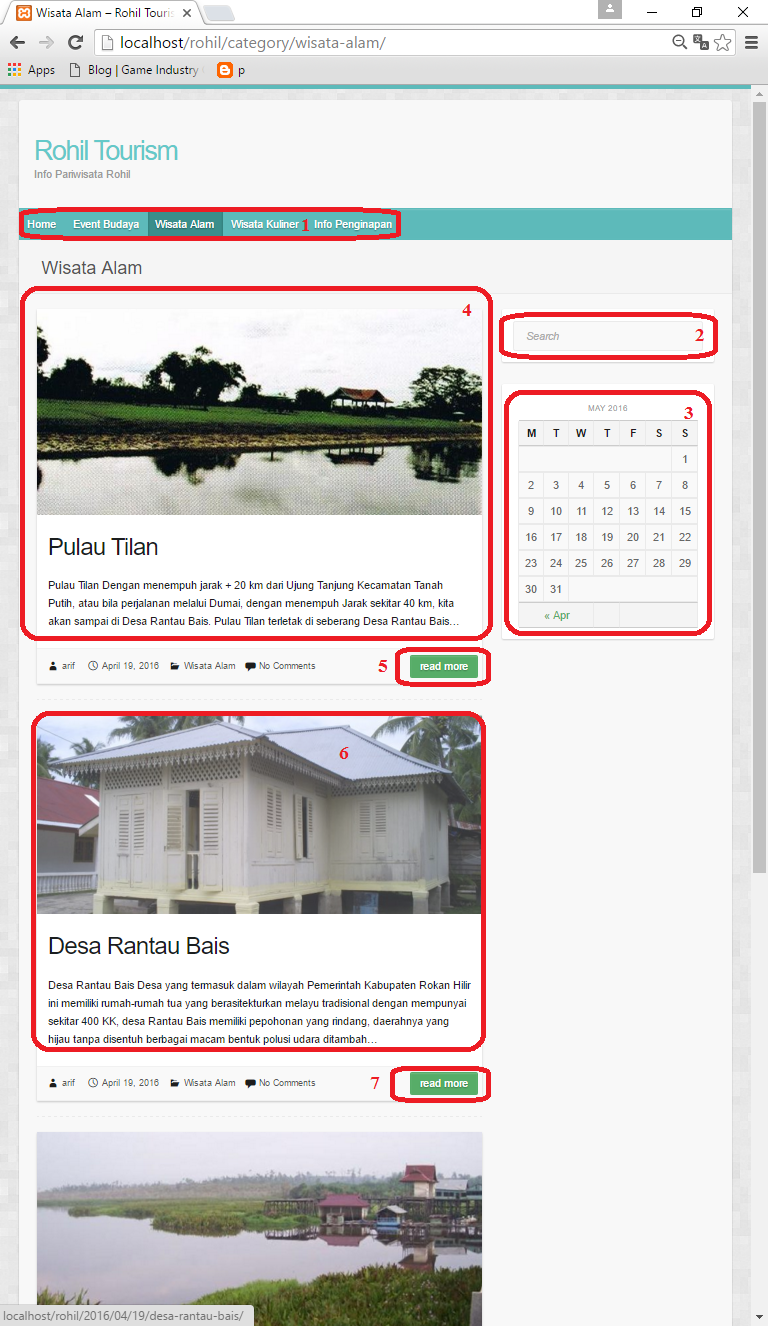 Wisata Alam – Rohil Touris
localhost/rohil/category/wisata-alam/
Apps Blog | Game Industry p
Rohil Tourism
Info Pariwisata Rohil
Home Event Budaya Wisata Alam Wisata Kuliner 1 Info Penginapan
Wisata Alam
4
Search 2
MAY 2016 3
M T W T F S S
1
2 3 4 5 6 7 8
9 10 11 12 13 14 15
16 17 18 19 20 21 22
23 24 25 26 27 28 29
30 31
« Apr
Pulau Tilan
Pulau Tilan Dengan menempuh jarak + 20 km dari Ujung Tanjung Kecamatan Tanah
Putih, atau bila perjalanan melalui Dumai, dengan menempuh Jarak sekitar 40 km, kita
akan sampai di Desa Rantau Bais. Pulau Tilan terletak di seberang Desa Rantau Bais…
arif April 19, 2016 Wisata Alam No Comments 5 read more
6
Desa Rantau Bais
Desa Rantau Bais Desa yang termasuk dalam wilayah Pemerintah Kabupaten Rokan Hilir
ini memiliki rumah-rumah tua yang berasitekturkan melayu tradisional dengan mempunyai
sekitar 400 KK, desa Rantau Bais memiliki pepohonan yang rindang, daerahnya yang
hijau tanpa disentuh berbagai macam bentuk polusi udara ditambah…
arif April 19, 2016 Wisata Alam No Comments 7 read more
localhost/rohil/2016/04/19/desa-rantau-bais/